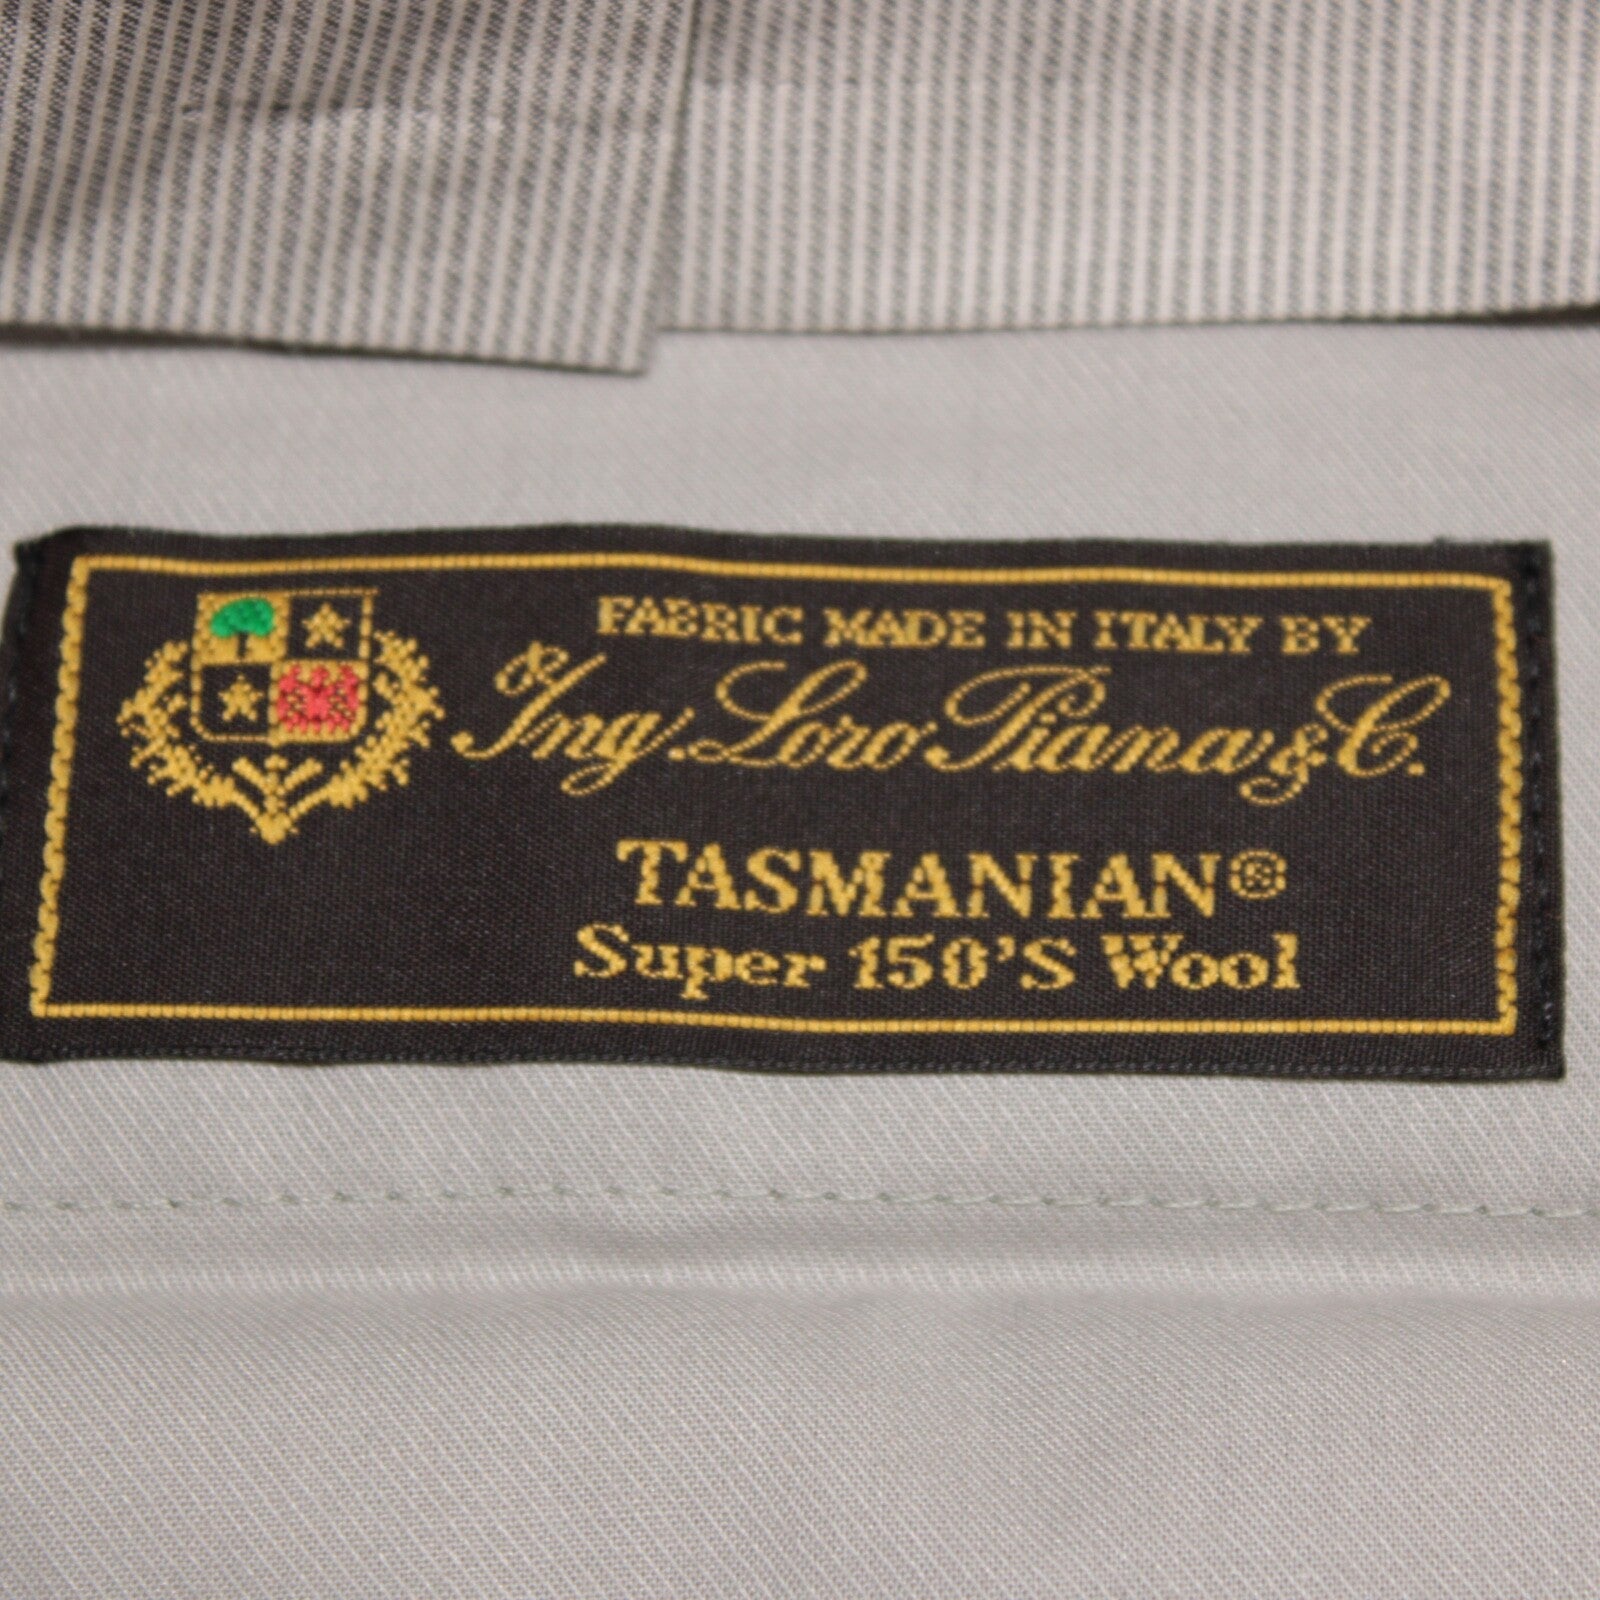 FABRIC MADE IN ITALY BY
Ing. Loro Piana & C.
TASMANIAN®
Super 150'S Wool